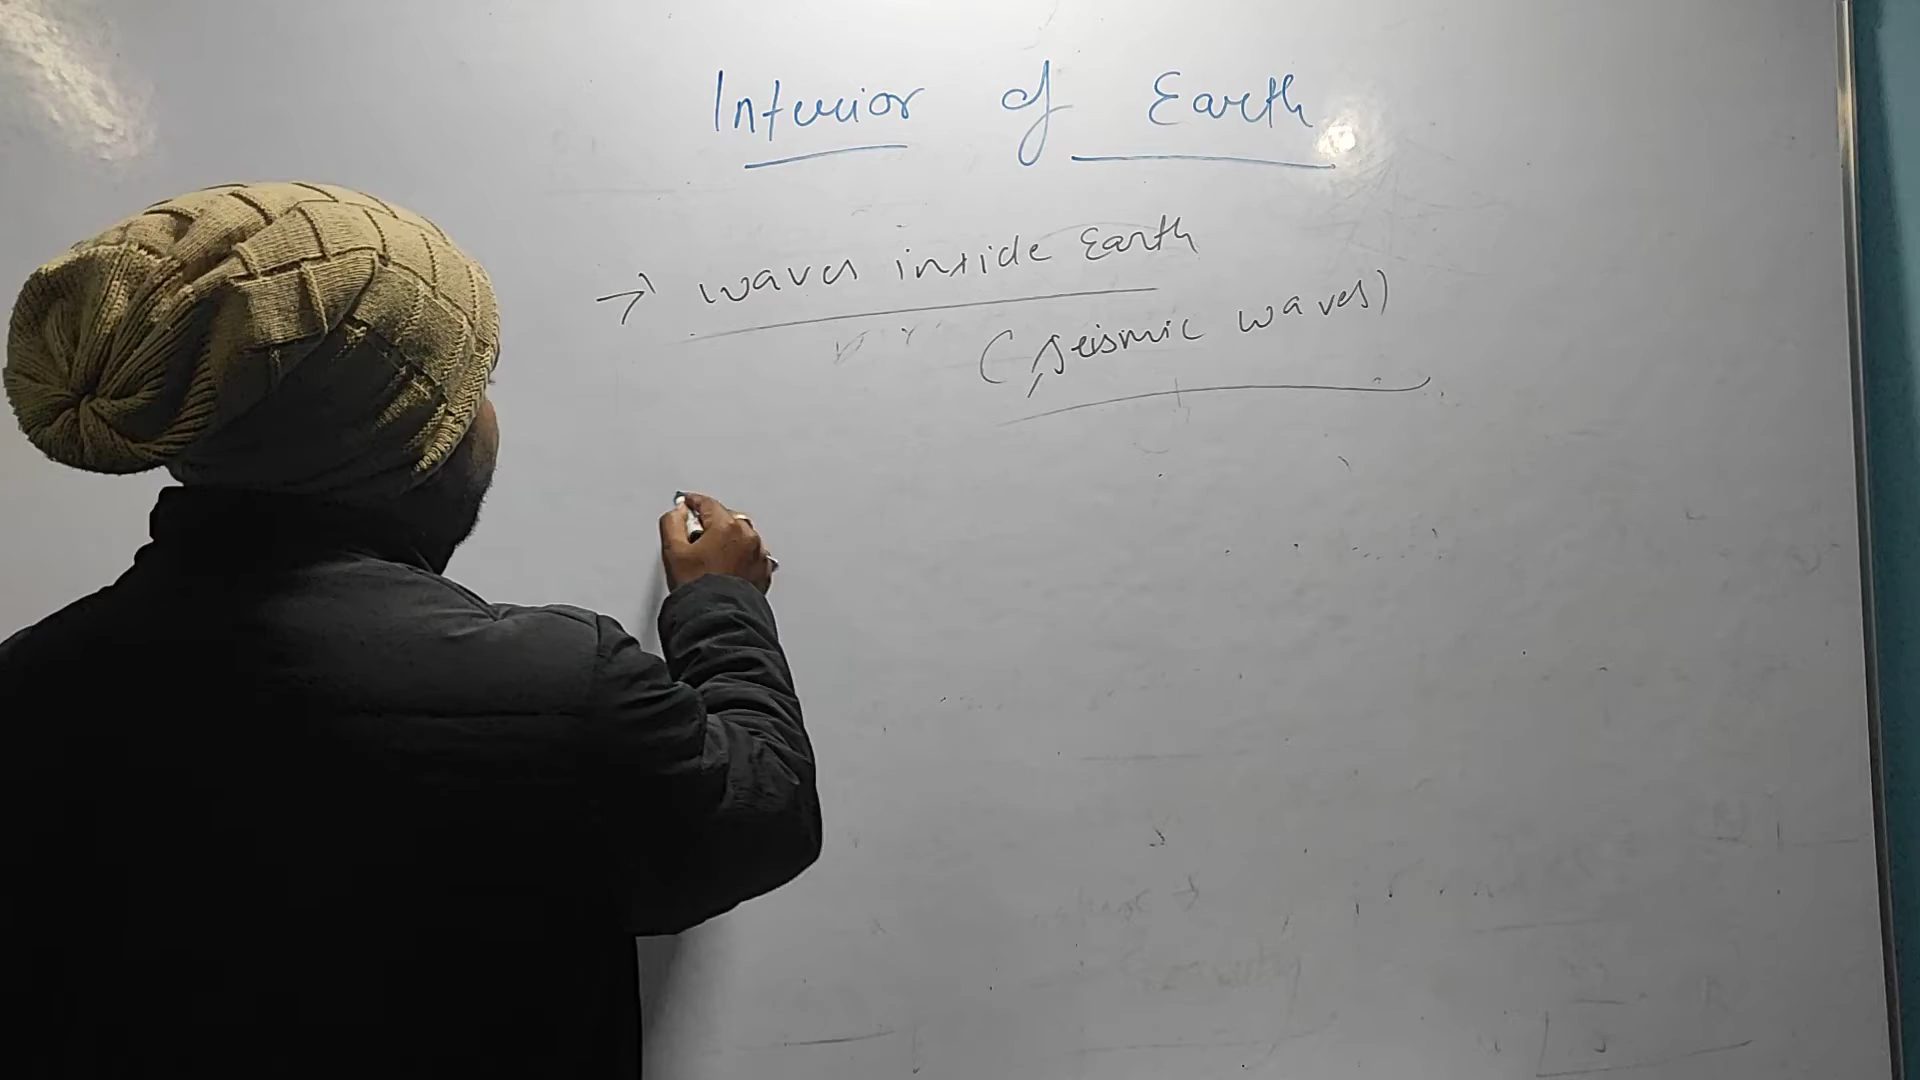 Interior of Earth
→ waves inside Earth
(seismic waves)